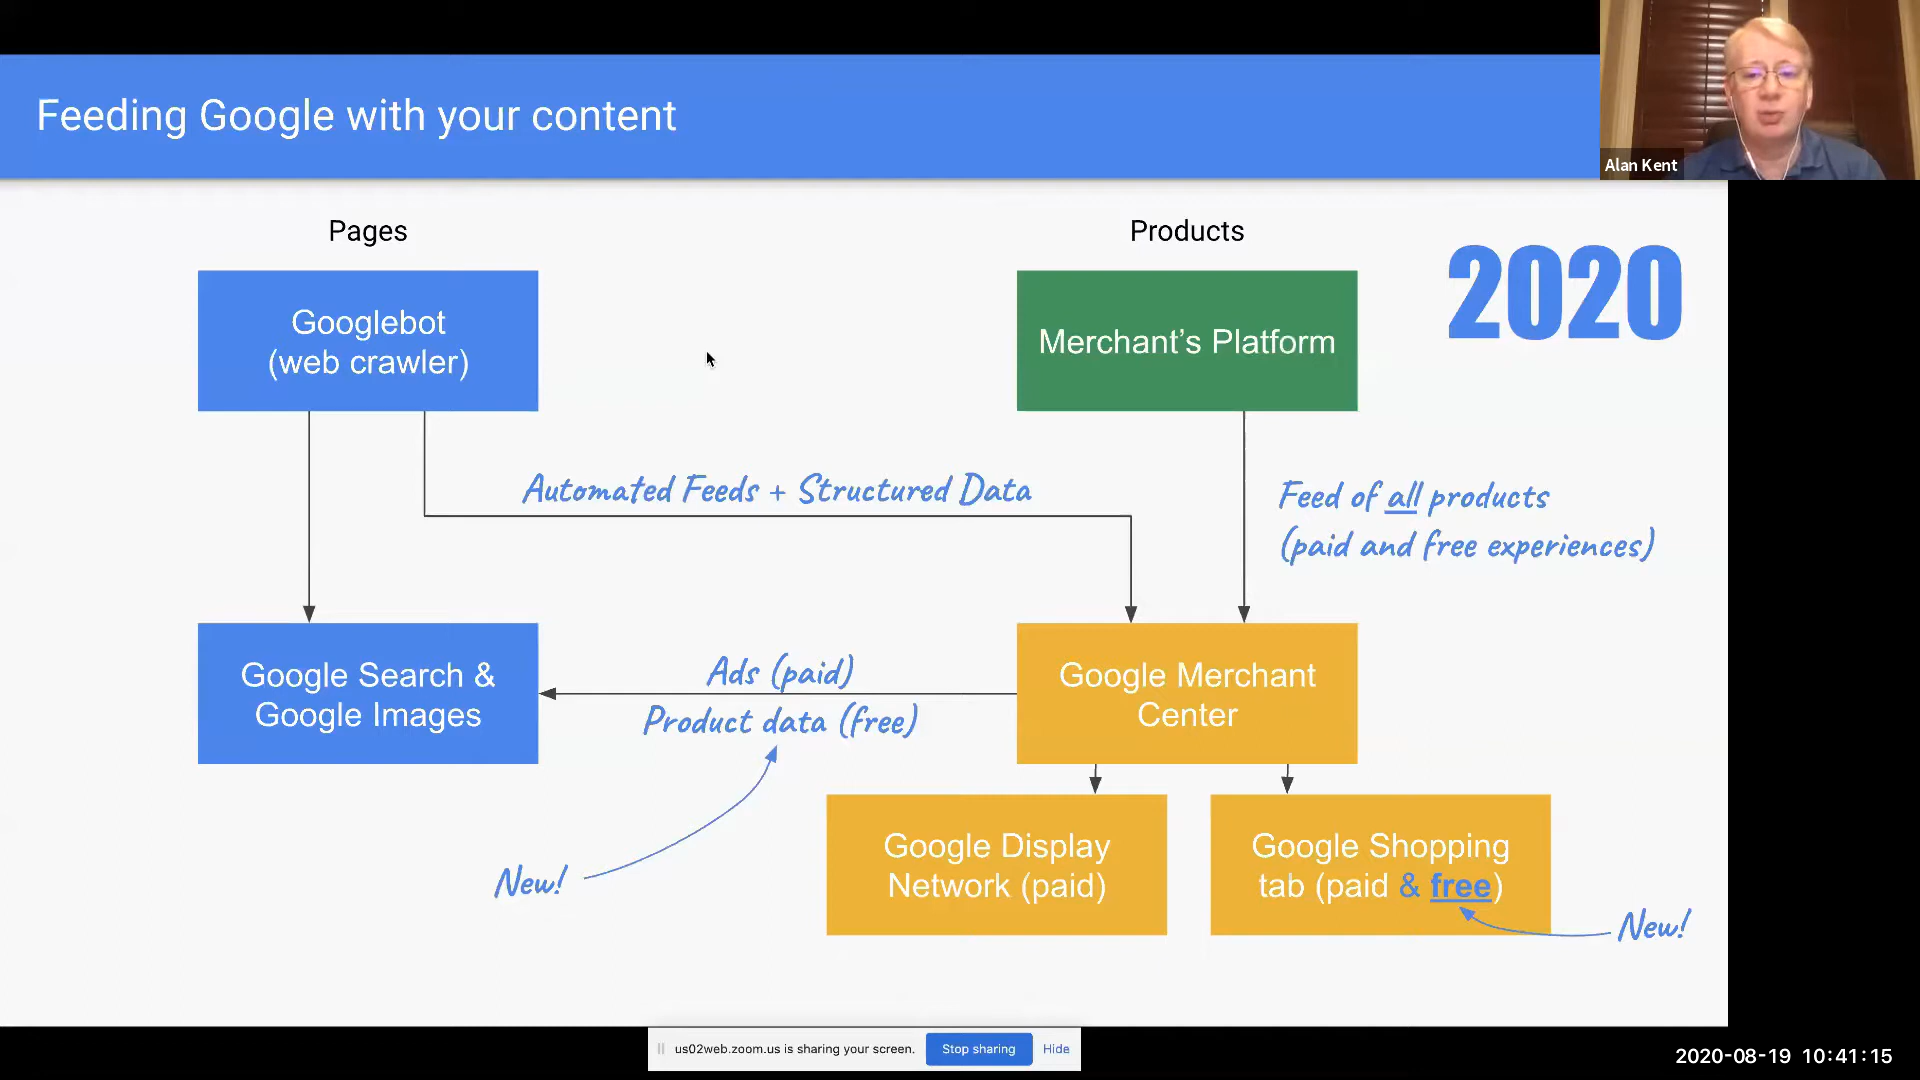 Feeding Google with your content
Alan Kent
Pages
Products
2020
Googlebot
(web crawler)
Merchant's Platform
Automated Feeds + Structured Data
Feed of all products
(paid and free experiences)
Google Search &
Google Images
Ads (paid)
Product data (free)
Google Merchant
Center
New!
Google Display
Network (paid)
Google Shopping
tab (paid & free)
New!
us02web.zoom.us is sharing your screen.
Stop sharing
Hide
2020-08-19 10:41:15